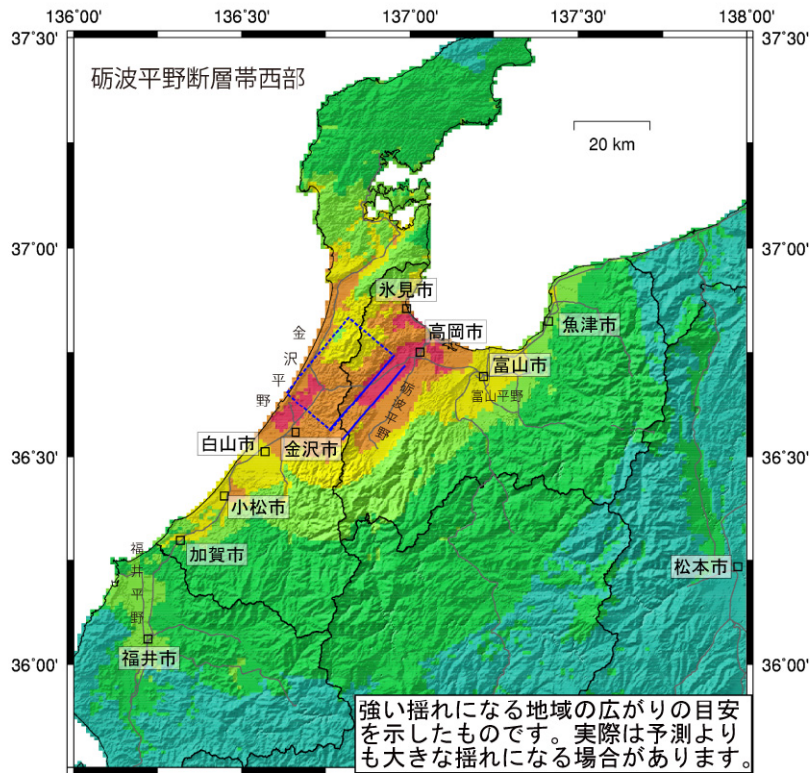 136°00' 136°30' 137°00' 137°30' 138°00'
37°30' 37°30'
砺波平野断層帯西部
20 km
37°00' 37°00'
氷見市
高岡市
魚津市
金沢平野
富山市
富山平野
砺波平野
白山市
金沢市
36°30' 36°30'
小松市
加賀市
福井平野
松本市
福井市
36°00' 36°00'
強い揺れになる地域の広がりの目安
を示したものです。実際は予測より
も大きな揺れになる場合があります。